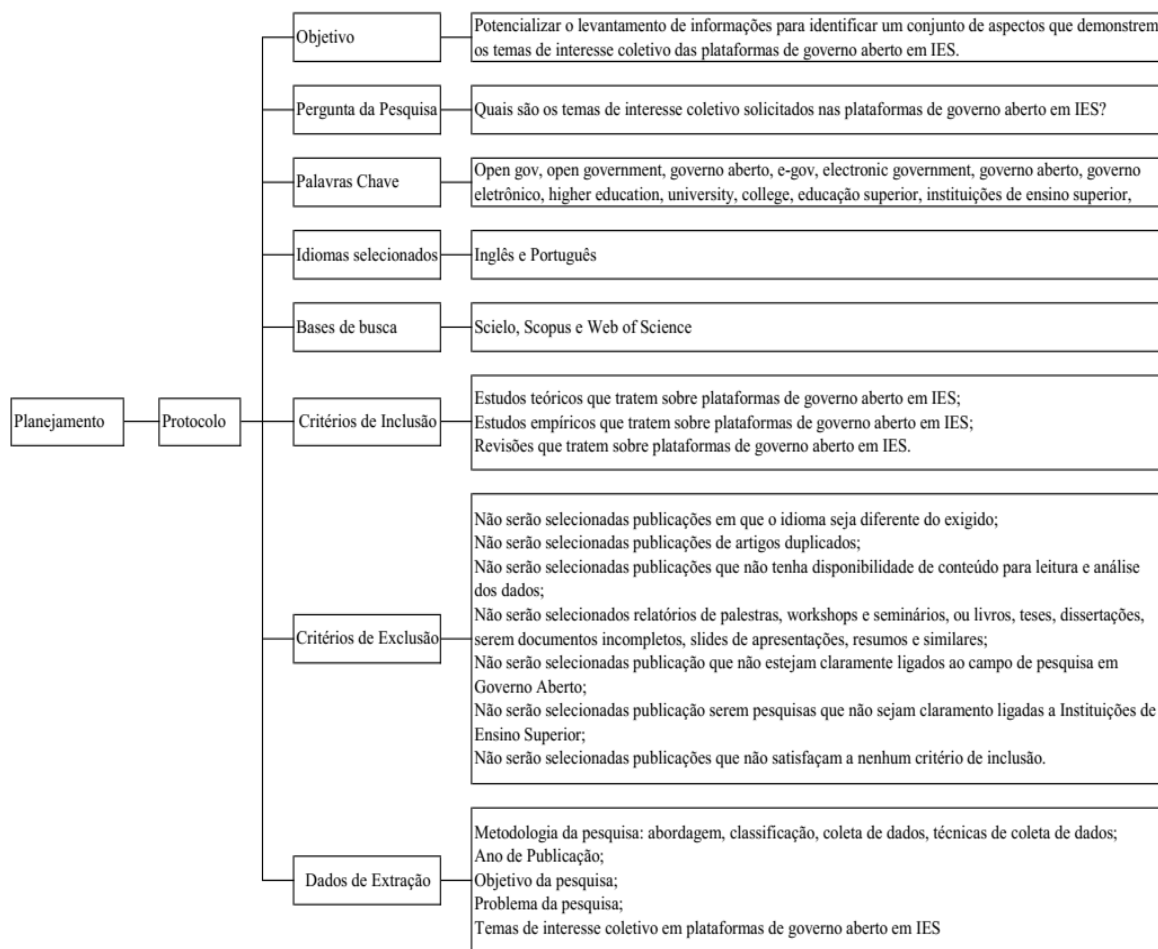 Planejamento
Protocolo
Objetivo
Potencializar o levantamento de informações para identificar um conjunto de aspectos que demonstrem
os temas de interesse coletivo das plataformas de governo aberto em IES.
Pergunta da Pesquisa
Quais são os temas de interesse coletivo solicitados nas plataformas de governo aberto em IES?
Palavras Chave
Open gov, open government, governo aberto, e-gov, electronic government, governo aberto, governo
eletrônico, higher education, university, college, educação superior, instituições de ensino superior,
Idiomas selecionados
Inglês e Português
Bases de busca
Scielo, Scopus e Web of Science
Critérios de Inclusão
Estudos teóricos que tratem sobre plataformas de governo aberto em IES;
Estudos empíricos que tratem sobre plataformas de governo aberto em IES;
Revisões que tratem sobre plataformas de governo aberto em IES.
Critérios de Exclusão
Não serão selecionadas publicações em que o idioma seja diferente do exigido;
Não serão selecionadas publicações de artigos duplicados;
Não serão selecionadas publicações que não tenha disponibilidade de conteúdo para leitura e análise
dos dados;
Não serão selecionados relatórios de palestras, workshops e seminários, ou livros, teses, dissertações,
serem documentos incompletos, slides de apresentações, resumos e similares;
Não serão selecionadas publicação que não estejam claramente ligados ao campo de pesquisa em
Governo Aberto;
Não serão selecionadas publicação serem pesquisas que não sejam claramento ligadas a Instituições de
Ensino Superior;
Não serão selecionadas publicações que não satisfaçam a nenhum critério de inclusão.
Dados de Extração
Metodologia da pesquisa: abordagem, classificação, coleta de dados, técnicas de coleta de dados;
Ano de Publicação;
Objetivo da pesquisa;
Problema da pesquisa;
Temas de interesse coletivo em plataformas de governo aberto em IES